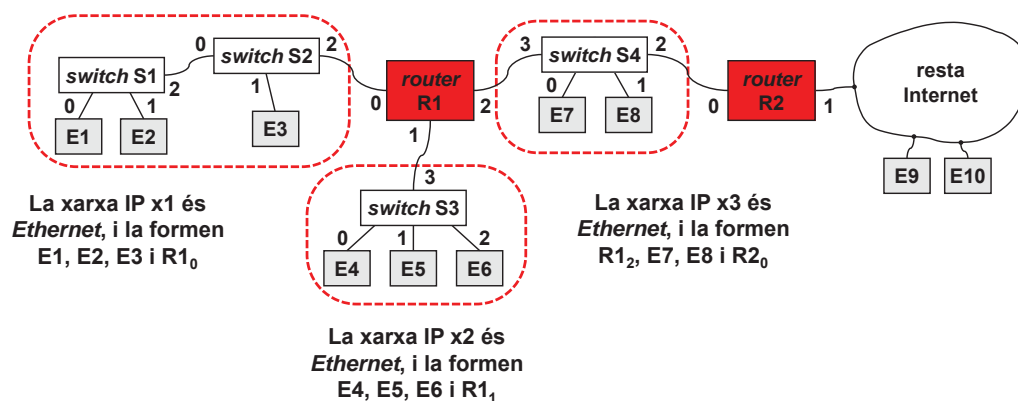 0
switch S1
0
1
2
E1
E2
switch S2
2
1
E3
0
router
R1
2
1
3
switch S4
2
0
1
E7
E8
0
router
R2
1
resta
Internet
E9
E10
3
switch S3
0
1
2
E4
E5
E6
La xarxa IP x1 és
Ethernet, i la formen
E1, E2, E3 i R1₀
La xarxa IP x3 és
Ethernet, i la formen
R1₂, E7, E8 i R2₀
La xarxa IP x2 és
Ethernet, i la formen
E4, E5, E6 i R1₁